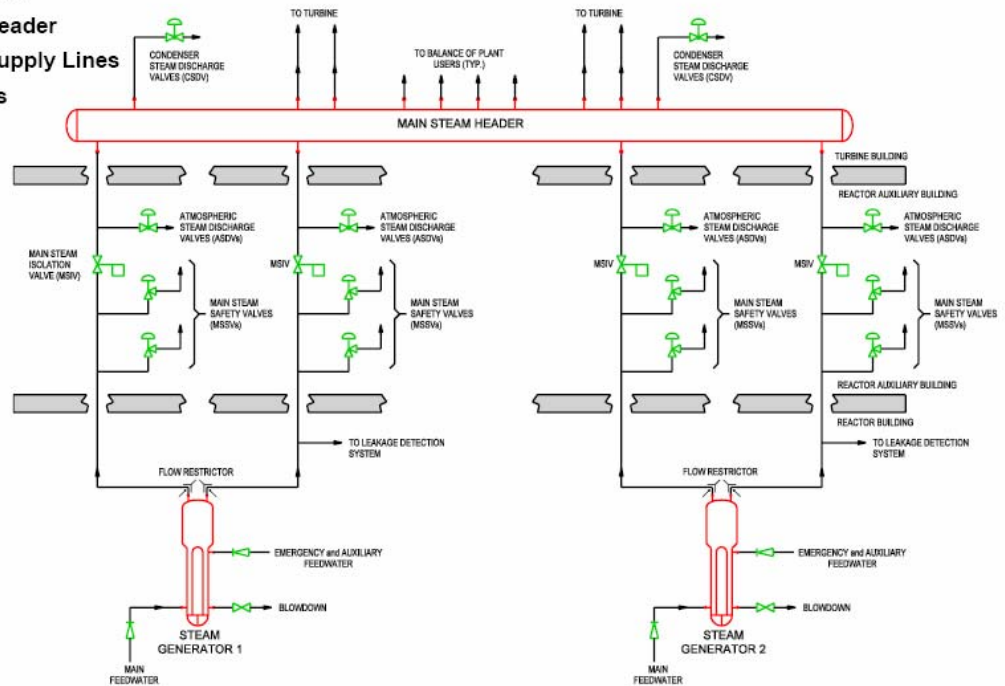 eader
upply Lines
s
TO TURBINE
TO TURBINE
CONDENSER
STEAM DISCHARGE
VALVES (CSDV)
TO BALANCE OF PLANT
USERS (TYP.)
CONDENSER
STEAM DISCHARGE
VALVES (CSDV)
MAIN STEAM HEADER
TURBINE BUILDING
REACTOR AUXILIARY BUILDING
ATMOSPHERIC
STEAM DISCHARGE
VALVES (ASDVs)
ATMOSPHERIC
STEAM DISCHARGE
VALVES (ASDVs)
ATMOSPHERIC
STEAM DISCHARGE
VALVES (ASDVs)
ATMOSPHERIC
STEAM DISCHARGE
VALVES (ASDVs)
MAIN STEAM
ISOLATION
VALVE (MSIV)
MSIV
MSIV
MSIV
MAIN STEAM
SAFETY VALVES
(MSSVs)
MAIN STEAM
SAFETY VALVES
(MSSVs)
MAIN STEAM
SAFETY VALVES
(MSSVs)
MAIN STEAM
SAFETY VALVES
(MSSVs)
REACTOR AUXILIARY BUILDING
REACTOR BUILDING
TO LEAKAGE DETECTION
SYSTEM
TO LEAKAGE DETECTION
SYSTEM
FLOW RESTRICTOR
FLOW RESTRICTOR
EMERGENCY and AUXILIARY
FEEDWATER
EMERGENCY and AUXILIARY
FEEDWATER
BLOWDOWN
BLOWDOWN
STEAM
GENERATOR 1
STEAM
GENERATOR 2
MAIN
FEEDWATER
MAIN
FEEDWATER